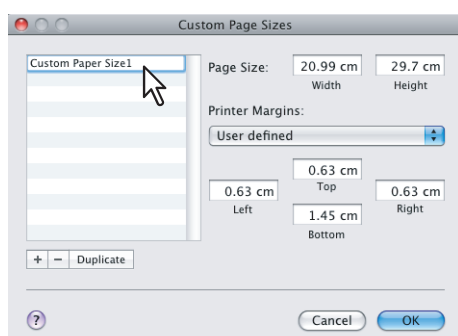 Custom Page Sizes
Custom Paper Size1
Page Size:
20.99 cm
29.7 cm
Width
Height
Printer Margins:
User defined
0.63 cm
Top
0.63 cm
0.63 cm
Left
Right
1.45 cm
Bottom
+ − Duplicate
? Cancel OK